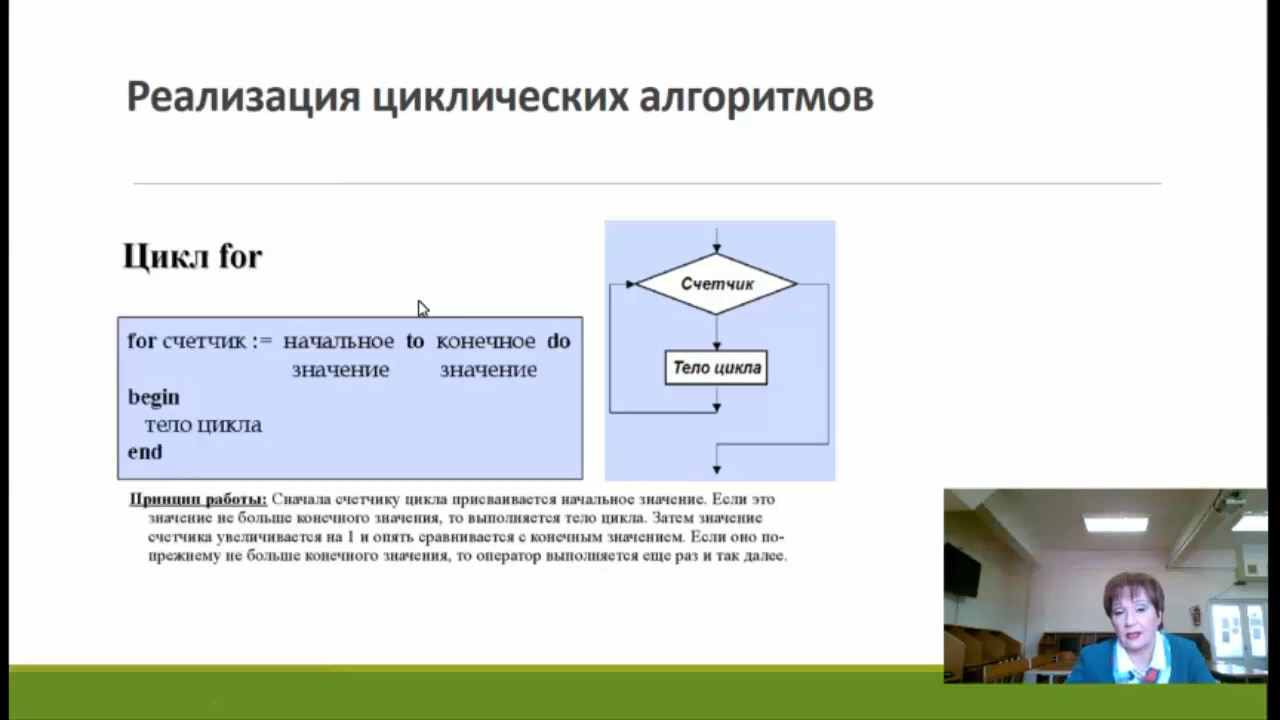 Реализация циклических алгоритмов
Цикл for
for счетчик := начальное to конечное do
значение значение
begin
тело цикла
end
Счетчик
Тело цикла
Принцип работы: Сначала счетчику цикла присваивается начальное значение. Если это
значение не больше конечного значения, то выполняется тело цикла. Затем значение
счетчика увеличивается на 1 и опять сравнивается с конечным значением. Если оно по-
прежнему не больше конечного значения, то оператор выполняется еще раз и так далее.